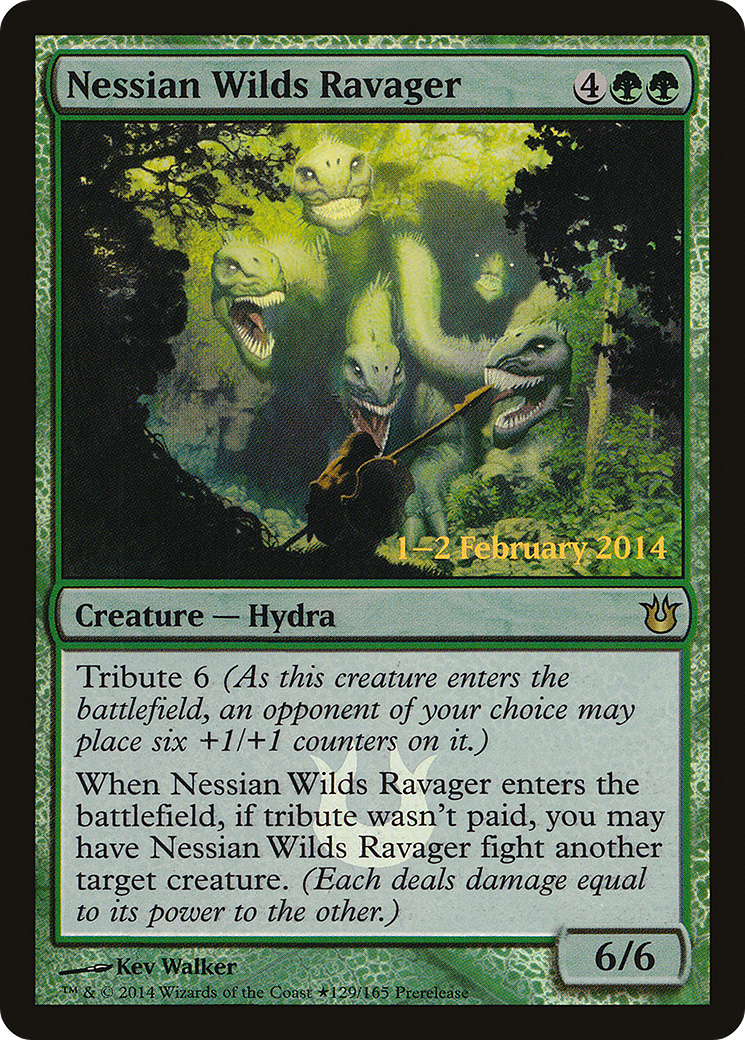 Nessian Wilds Ravager 4
1–2 February 2014
Creature — Hydra
Tribute 6 (As this creature enters the
battlefield, an opponent of your choice may
place six +1/+1 counters on it.)
When Nessian Wilds Ravager enters the
battlefield, if tribute wasn't paid, you may
have Nessian Wilds Ravager fight another
target creature. (Each deals damage equal
to its power to the other.)
6/6
Kev Walker
™ & © 2014 Wizards of the Coast ★129/165 Prerelease